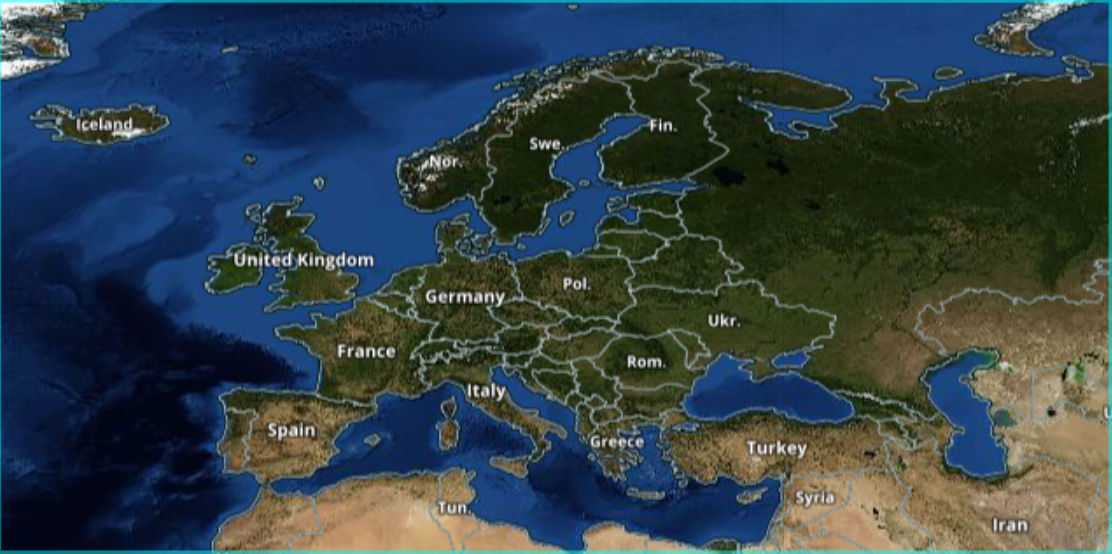 Iceland
Fin.
Swe.
Nor.
United Kingdom
Pol.
Germany
Ukr.
France
Rom.
Italy
Spain
Greece
Turkey
Syria
Tun.
Iran